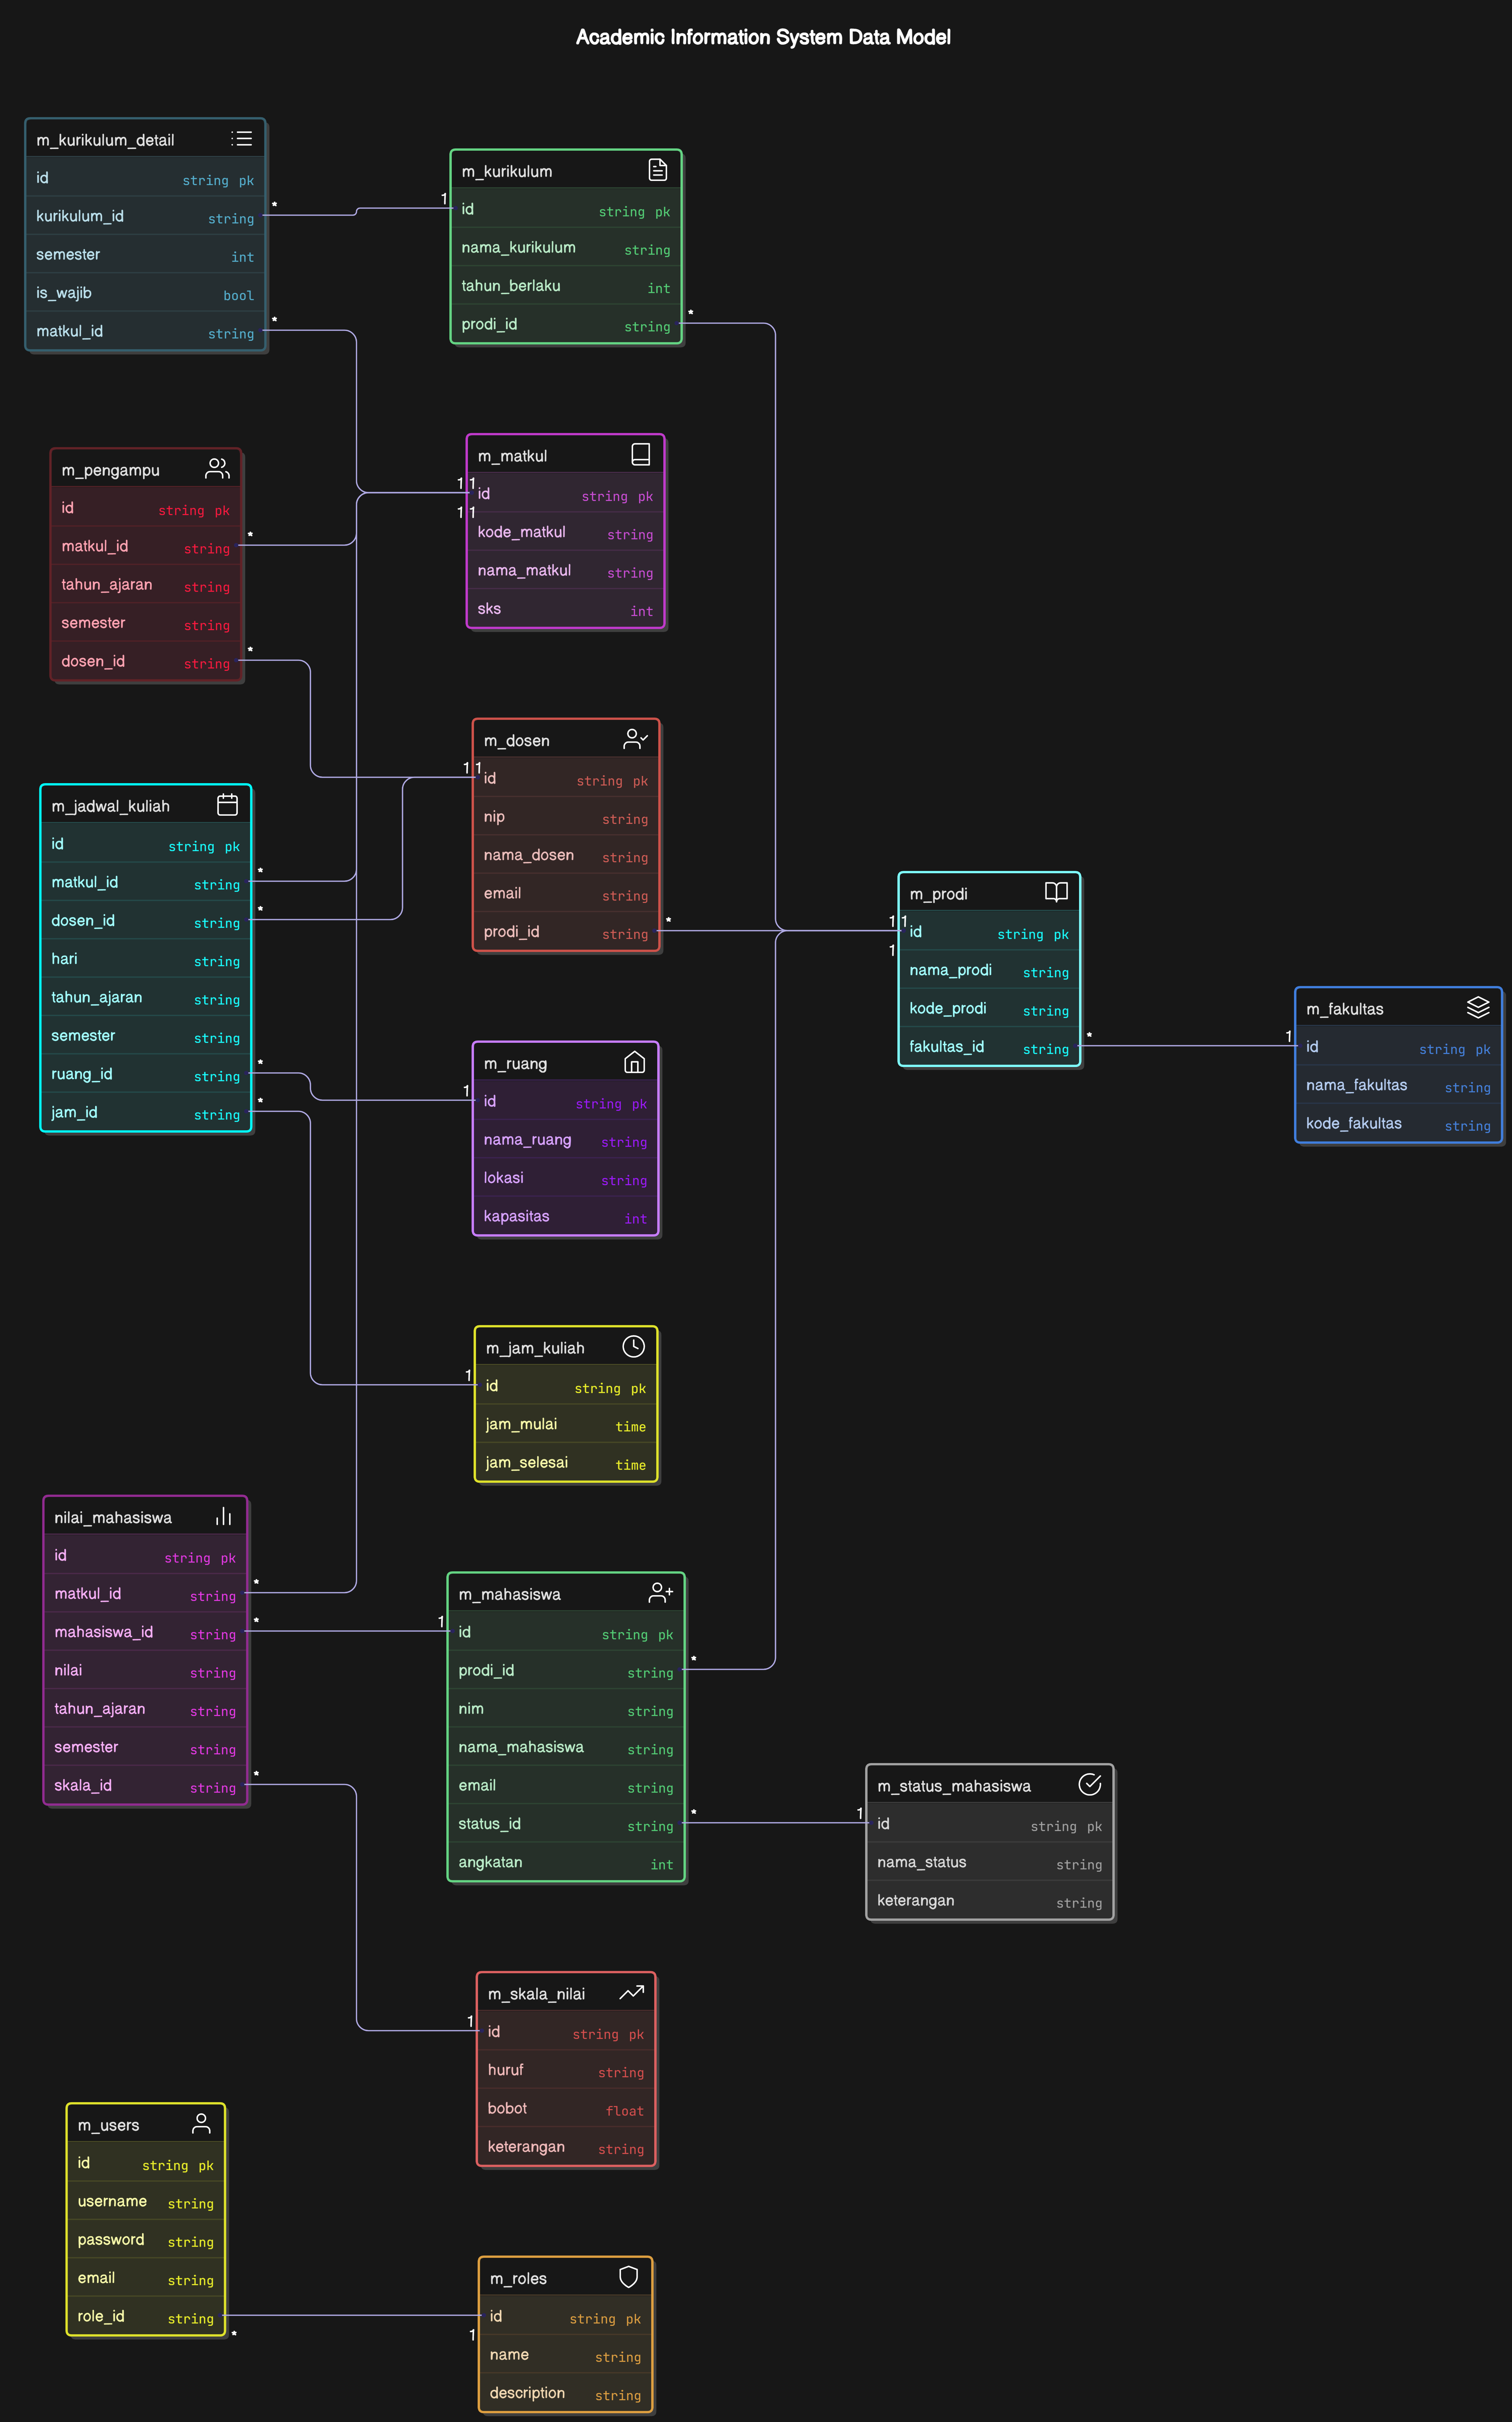 Academic Information System Data Model
m_kurikulum_detail
id string pk
kurikulum_id string
semester int
is_wajib bool
matkul_id string
*
*
m_kurikulum
1
id string pk
nama_kurikulum string
tahun_berlaku int
prodi_id string
*
m_pengampu
id string pk
matkul_id string
tahun_ajaran string
semester string
dosen_id string
*
*
m_matkul
1 1
1 1
id string pk
kode_matkul string
nama_matkul string
sks int
m_dosen
1 1
id string pk
nip string
nama_dosen string
email string
prodi_id string
*
m_jadwal_kuliah
id string pk
matkul_id string
dosen_id string
hari string
tahun_ajaran string
semester string
ruang_id string
jam_id string
*
*
*
*
m_prodi
1 1
1
id string pk
nama_prodi string
kode_prodi string
fakultas_id string
*
m_fakultas
1
id string pk
nama_fakultas string
kode_fakultas string
m_ruang
1
id string pk
nama_ruang string
lokasi string
kapasitas int
m_jam_kuliah
1
id string pk
jam_mulai time
jam_selesai time
nilai_mahasiswa
id string pk
matkul_id string
mahasiswa_id string
nilai string
tahun_ajaran string
semester string
skala_id string
*
*
*
m_mahasiswa
1
id string pk
prodi_id string
nim string
nama_mahasiswa string
email string
status_id string
angkatan int
*
*
m_status_mahasiswa
1
id string pk
nama_status string
keterangan string
m_skala_nilai
1
id string pk
huruf string
bobot float
keterangan string
m_users
id string pk
username string
password string
email string
role_id string
*
m_roles
1
id string pk
name string
description string